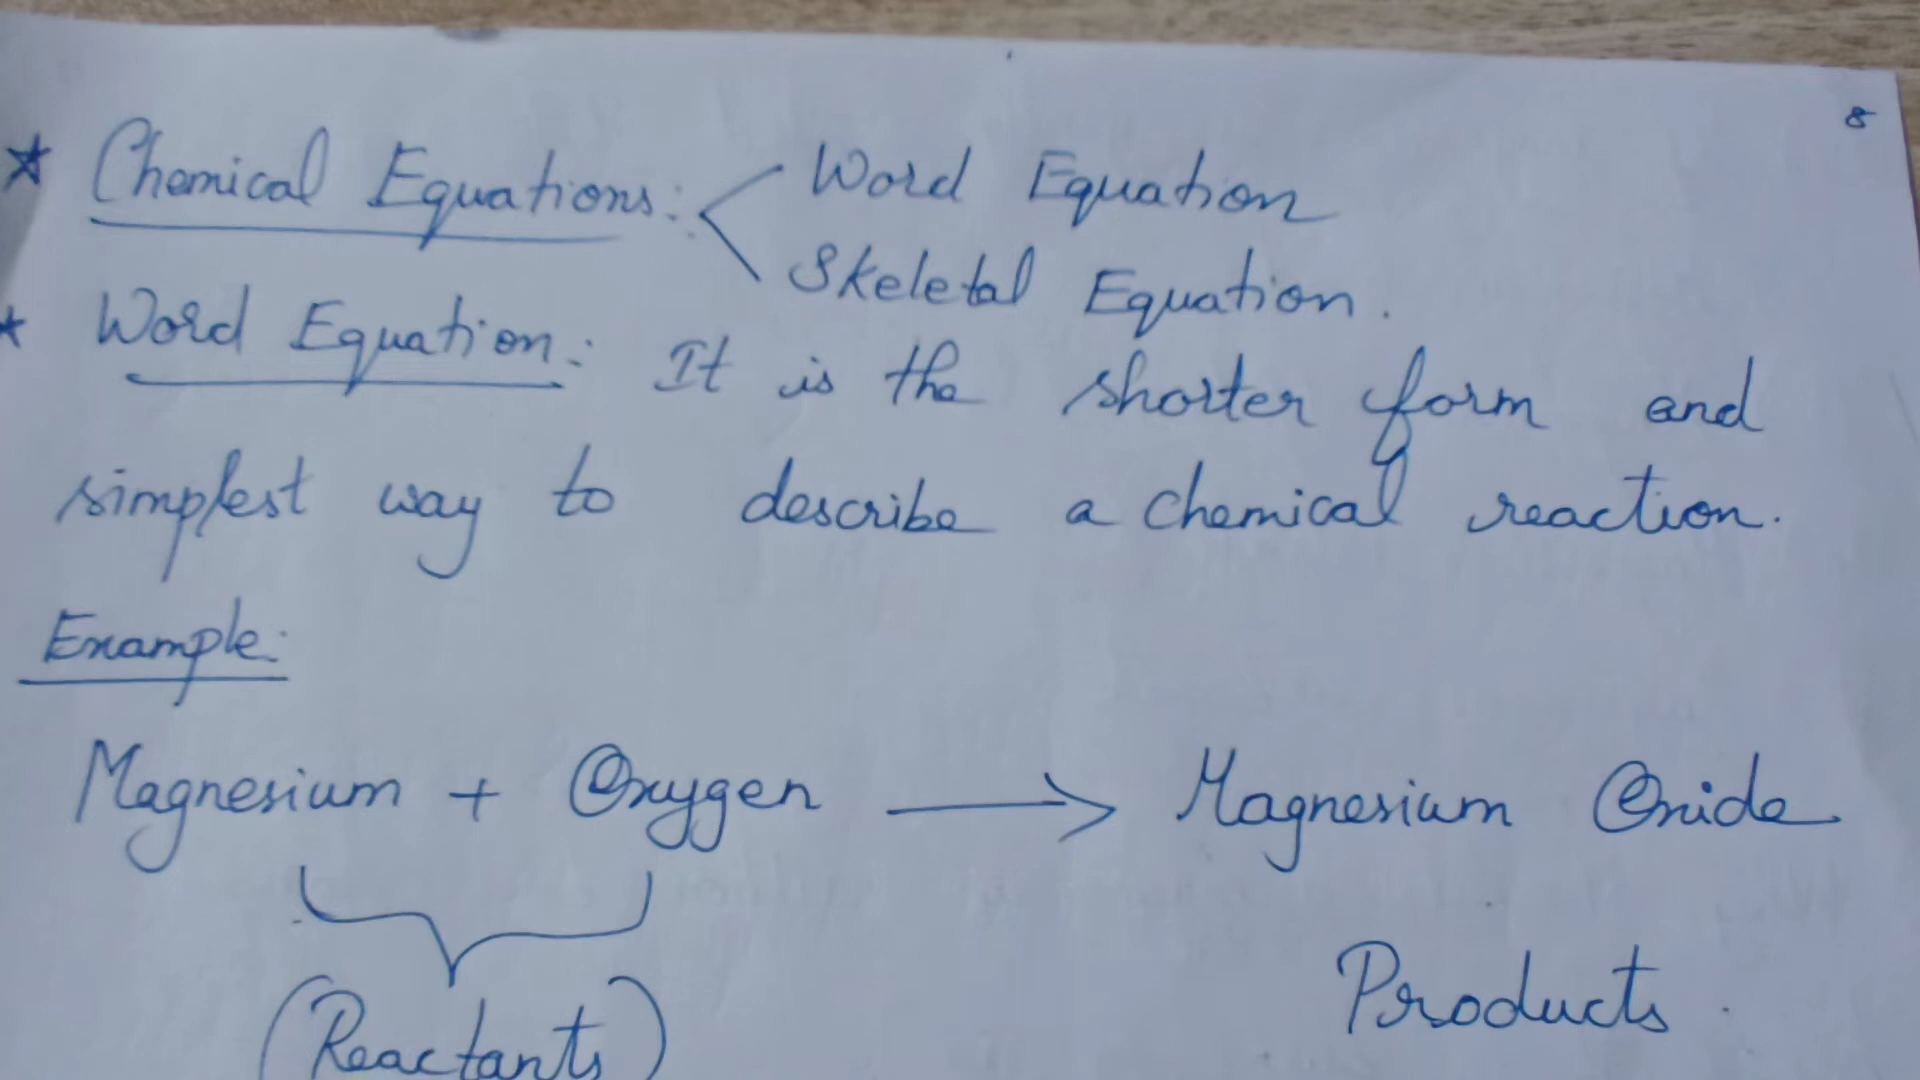 8
★ Chemical Equations: Word Equation
Skeletal Equation.
★ Word Equation: It is the shorter form and
simplest way to describe a chemical reaction.
Example:
Magnesium + Oxygen → Magnesium Oxide
(Reactants) Products